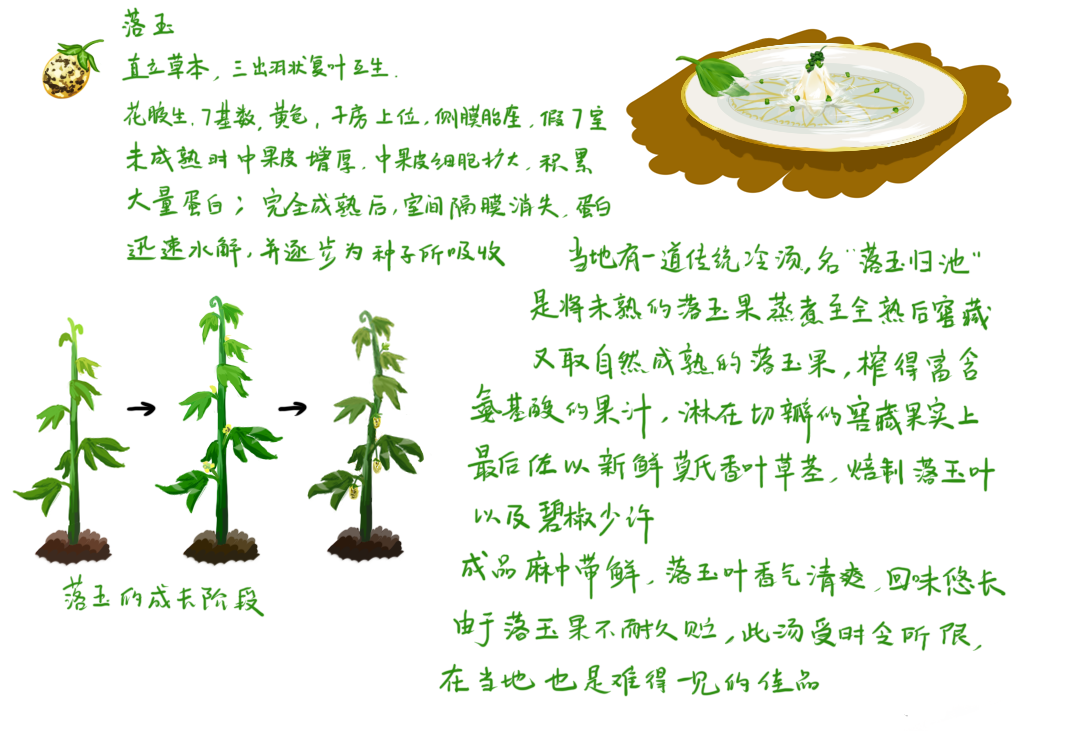 落玉
直立草本，三出羽状复叶互生.
花腋生.7基数,黄色,子房上位,侧膜胎座,假7室
未成熟时中果皮增厚.中果皮细胞扩大,积累
大量蛋白；完全成熟后,室间隔膜消失.蛋白
迅速水解,并逐步为种子所吸收
当地有一道传统冷汤,名"落玉归池"
是将未熟的落玉果蒸煮至全熟后窖藏
又取自然成熟的落玉果,榨得富含
氨基酸的果汁,淋在切瓣的窖藏果实上
最后佐以新鲜莫氏香叶草茎,焙制落玉叶
以及碧椒少许
成品麻中带鲜,落玉叶香气清爽.回味悠长
由于落玉果不耐久贮,此汤受时令所限,
在当地也是难得一见的佳品
落玉的成长阶段